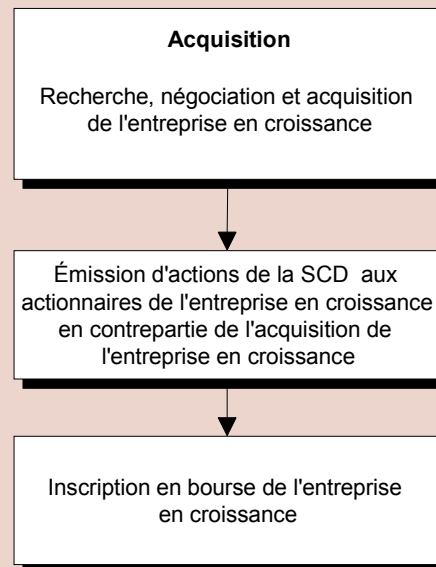 Acquisition
Recherche, négociation et acquisition
de l'entreprise en croissance
Émission d'actions de la SCD aux
actionnaires de l'entreprise en croissance
en contrepartie de l'acquisition de
l'entreprise en croissance
Inscription en bourse de l'entreprise
en croissance